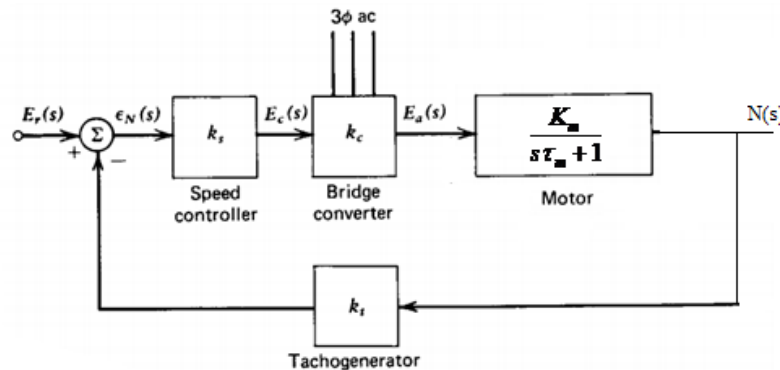 3ϕ ac
E_r(s)
+
Σ
−
ϵ_N(s)
k_s
Speed
controller
E_c(s)
k_c
Bridge
converter
E_a(s)
K_m
sτ_m + 1
Motor
N(s)
k_t
Tachogenerator